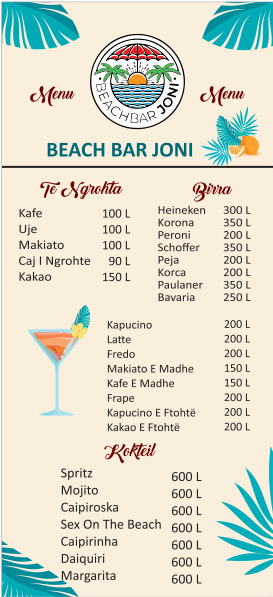 BEACHBAR JONI
Menu
Menu
BEACH BAR JONI
Të Ngrohta
Kafe 100 L
Uje 100 L
Makiato 100 L
Caj I Ngrohte 90 L
Kakao 150 L
Birra
Heineken 300 L
Korona 350 L
Peroni 200 L
Schoffer 350 L
Peja 200 L
Korca 200 L
Paulaner 350 L
Bavaria 250 L
Kapucino 200 L
Latte 200 L
Fredo 200 L
Makiato E Madhe 150 L
Kafe E Madhe 150 L
Frape 200 L
Kapucino E Ftohtë 200 L
Kakao E Ftohtë 200 L
Kokteil
Spritz 600 L
Mojito 600 L
Caipiroska 600 L
Sex On The Beach 600 L
Caipirinha 600 L
Daiquiri 600 L
Margarita 600 L